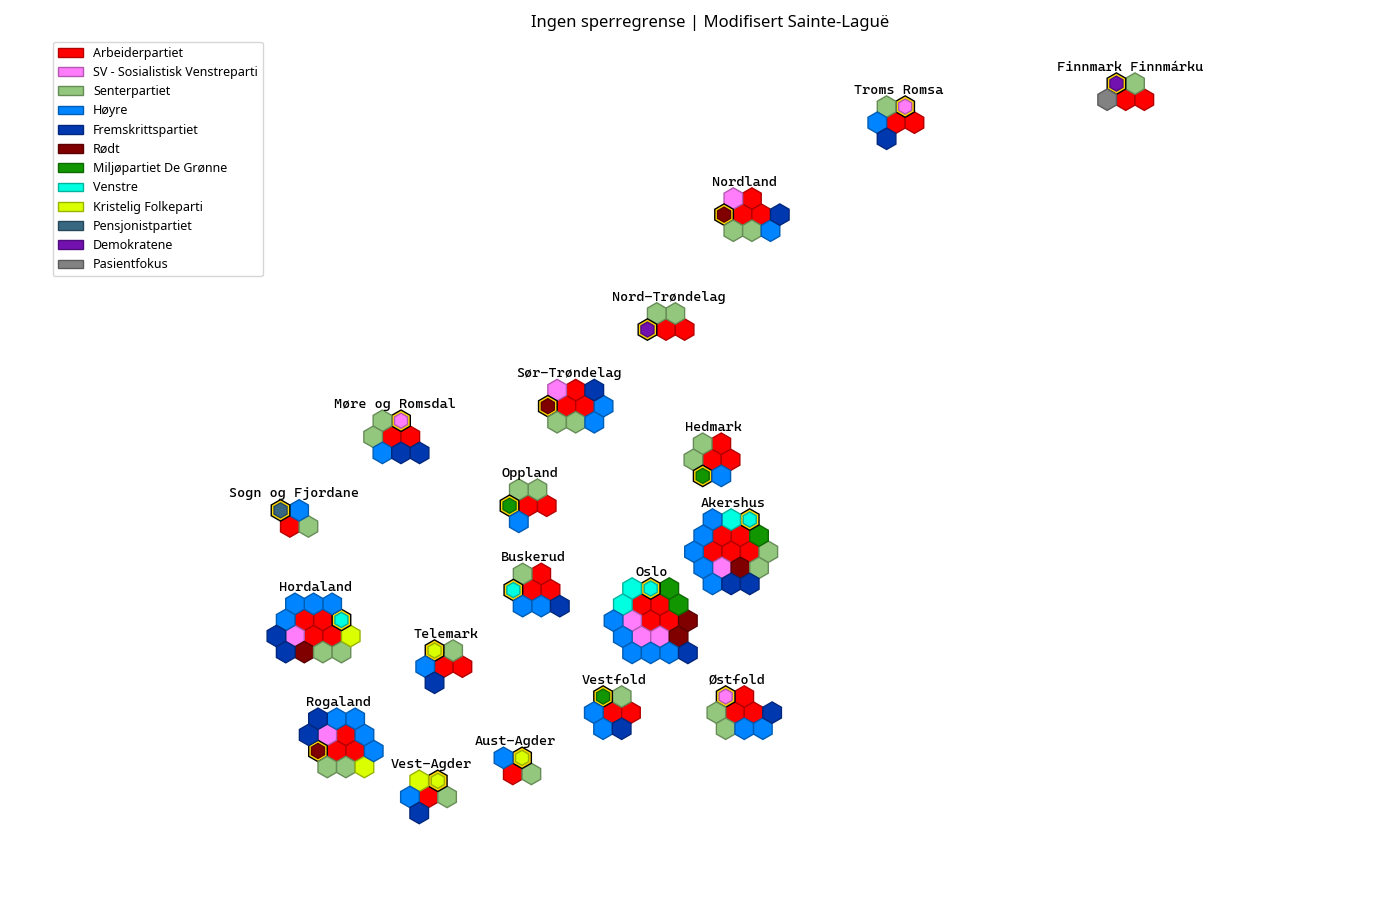 Ingen sperregrense | Modifisert Sainte-Laguë
Arbeiderpartiet
SV - Sosialistisk Venstreparti
Senterpartiet
Høyre
Fremskrittspartiet
Rødt
Miljøpartiet De Grønne
Venstre
Kristelig Folkeparti
Pensjonistpartiet
Demokratene
Pasientfokus
Finnmark Finnmárku
Troms Romsa
Nordland
Nord-Trøndelag
Sør-Trøndelag
Møre og Romsdal
Hedmark
Oppland
Sogn og Fjordane
Akershus
Buskerud
Oslo
Hordaland
Telemark
Vestfold
Østfold
Rogaland
Aust-Agder
Vest-Agder